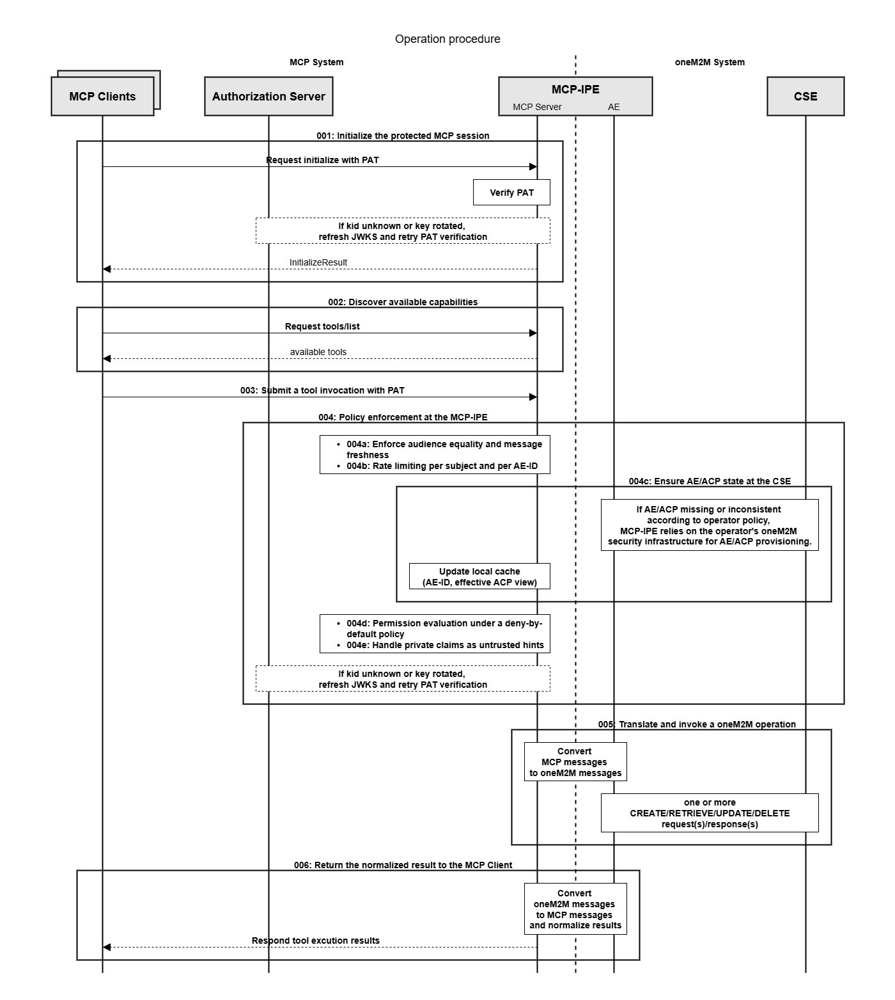 Operation procedure
MCP System
oneM2M System
MCP Clients
Authorization Server
MCP-IPE
MCP Server
AE
CSE
001: Initialize the protected MCP session
Request initialize with PAT
Verify PAT
If kid unknown or key rotated,
refresh JWKS and retry PAT verification
InitializeResult
002: Discover available capabilities
Request tools/list
available tools
003: Submit a tool invocation with PAT
004: Policy enforcement at the MCP-IPE
• 004a: Enforce audience equality and message
freshness
• 004b: Rate limiting per subject and per AE-ID
004c: Ensure AE/ACP state at the CSE
If AE/ACP missing or inconsistent
according to operator policy,
MCP-IPE relies on the operator's oneM2M
security infrastructure for AE/ACP provisioning.
Update local cache
(AE-ID, effective ACP view)
• 004d: Permission evaluation under a deny-by-
default policy
• 004e: Handle private claims as untrusted hints
If kid unknown or key rotated,
refresh JWKS and retry PAT verification
005: Translate and invoke a oneM2M operation
Convert
MCP messages
to oneM2M messages
one or more
CREATE/RETRIEVE/UPDATE/DELETE
request(s)/response(s)
006: Return the normalized result to the MCP Client
Convert
oneM2M messages
to MCP messages
and normalize results
Respond tool excution results